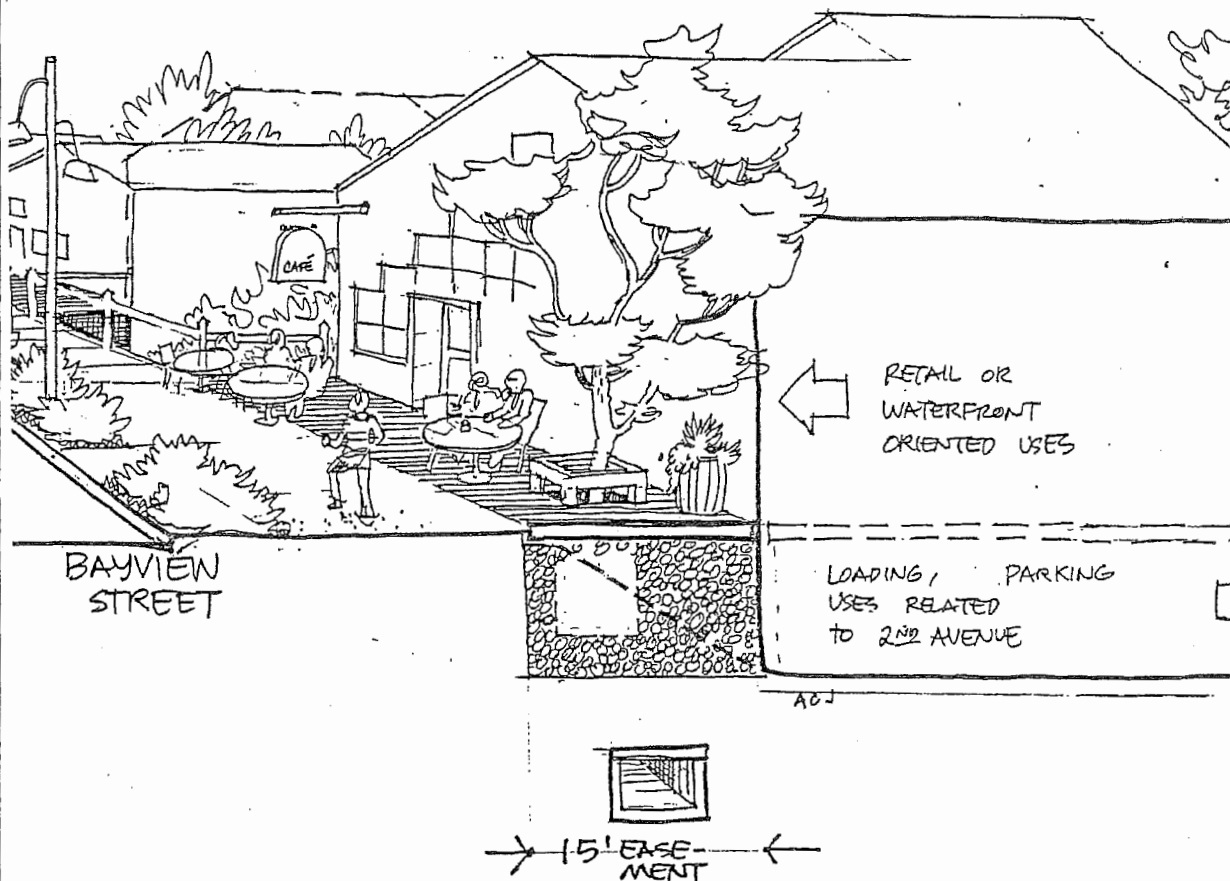 CAFÉ
RETAIL OR
WATERFRONT
ORIENTED USES
BAYVIEW
STREET
LOADING, PARKING
USES RELATED
TO 2ND AVENUE
15' EASE-
MENT